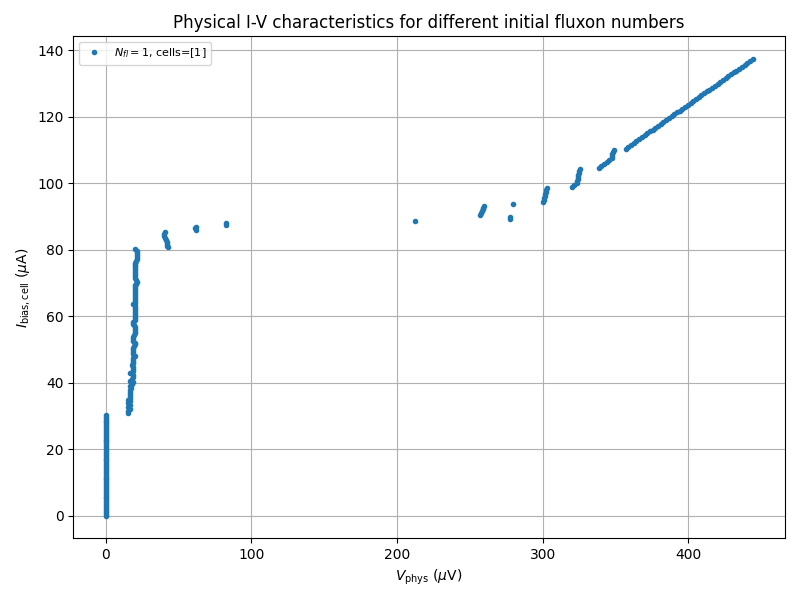 Physical I-V characteristics for different initial fluxon numbers
N_fl = 1, cells=[1]
140
120
100
80
60
40
20
0
I_bias, cell (μA)
0 100 200 300 400
V_phys (μV)